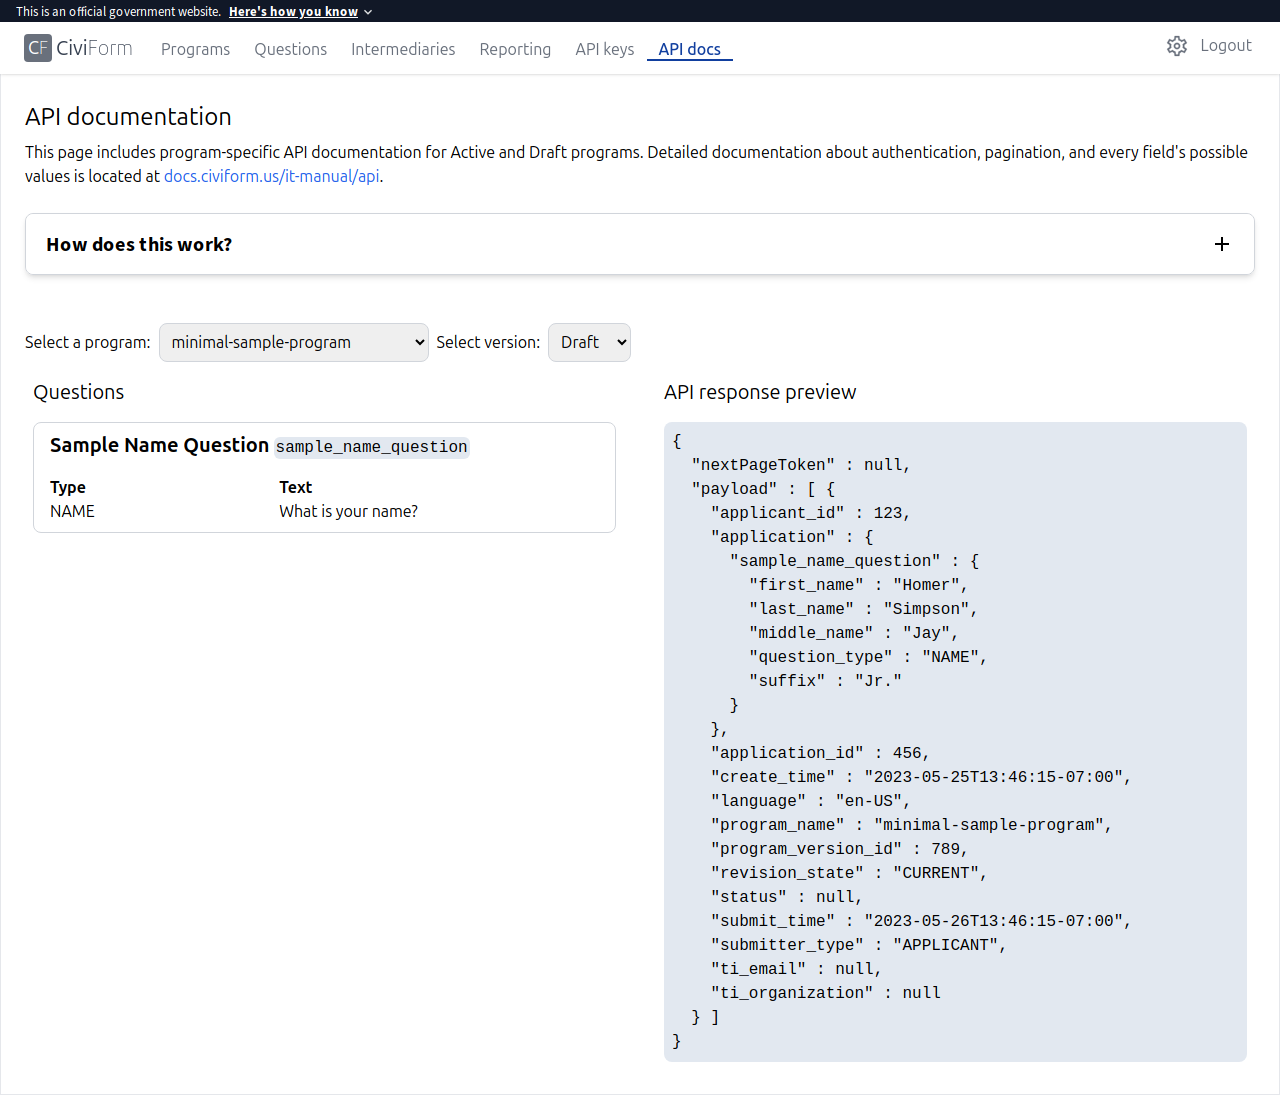 This is an official government website. Here's how you know
CF CiviForm Programs Questions Intermediaries Reporting API keys API docs Logout
API documentation
This page includes program-specific API documentation for Active and Draft programs. Detailed documentation about authentication, pagination, and every field's possible
values is located at docs.civiform.us/it-manual/api.
How does this work?
Select a program: minimal-sample-program Select version: Draft
Questions
Sample Name Question sample_name_question
Type Text
NAME What is your name?
API response preview
{
  "nextPageToken" : null,
  "payload" : [ {
    "applicant_id" : 123,
    "application" : {
      "sample_name_question" : {
        "first_name" : "Homer",
        "last_name" : "Simpson",
        "middle_name" : "Jay",
        "question_type" : "NAME",
        "suffix" : "Jr."
      }
    },
    "application_id" : 456,
    "create_time" : "2023-05-25T13:46:15-07:00",
    "language" : "en-US",
    "program_name" : "minimal-sample-program",
    "program_version_id" : 789,
    "revision_state" : "CURRENT",
    "status" : null,
    "submit_time" : "2023-05-26T13:46:15-07:00",
    "submitter_type" : "APPLICANT",
    "ti_email" : null,
    "ti_organization" : null
  } ]
}